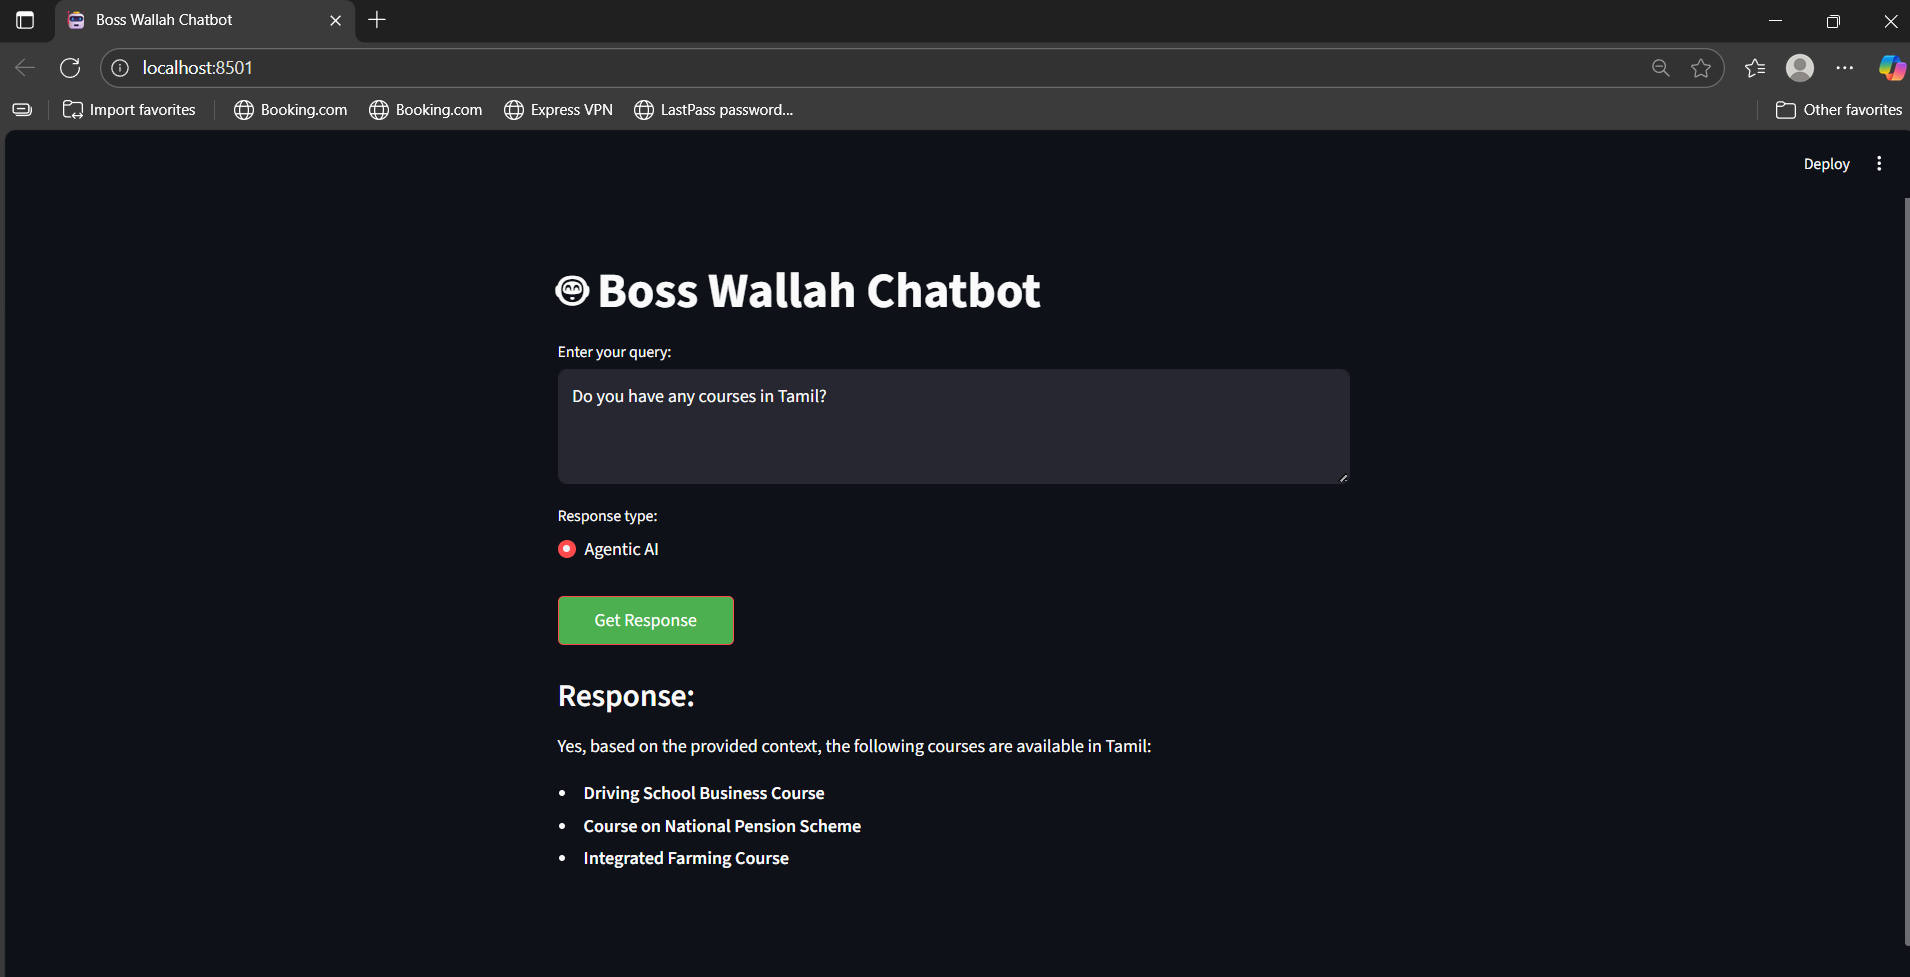 Boss Wallah Chatbot
localhost:8501
Import favorites Booking.com Booking.com Express VPN LastPass password... Other favorites
Deploy
Boss Wallah Chatbot
Enter your query:
Do you have any courses in Tamil?
Response type:
Agentic AI
Get Response
Response:
Yes, based on the provided context, the following courses are available in Tamil:
• Driving School Business Course
• Course on National Pension Scheme
• Integrated Farming Course